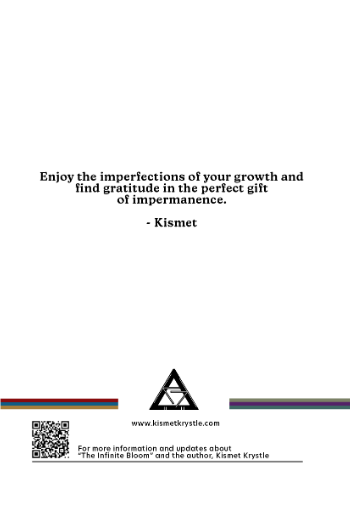 Enjoy the imperfections of your growth and
find gratitude in the perfect gift
of impermanence.
- Kismet
www.kismetkrystle.com
For more information and updates about
"The Infinite Bloom" and the author, Kismet Krystle